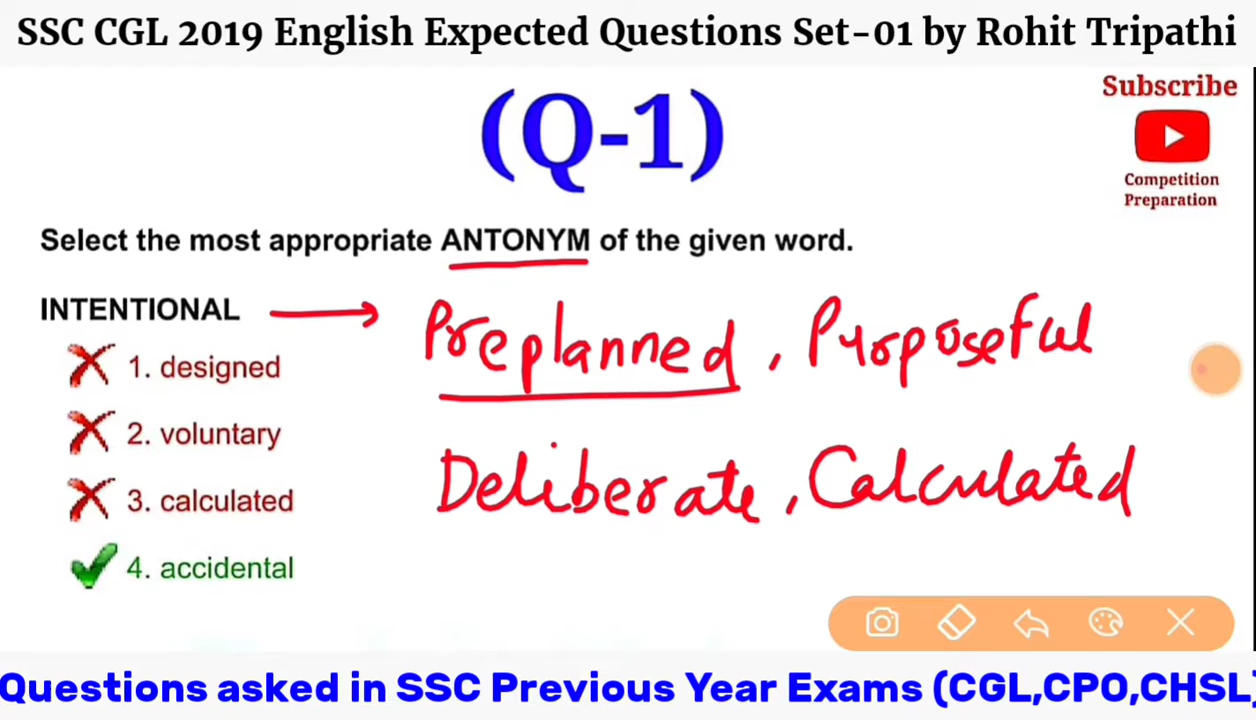 SSC CGL 2019 English Expected Questions Set-01 by Rohit Tripathi
Subscribe
(Q-1)
Competition
Preparation
Select the most appropriate ANTONYM of the given word.
INTENTIONAL
Preplanned, Purposeful
1. designed
2. voluntary
Deliberate, Calculated
3. calculated
4. accidental
Questions asked in SSC Previous Year Exams (CGL,CPO,CHSL)